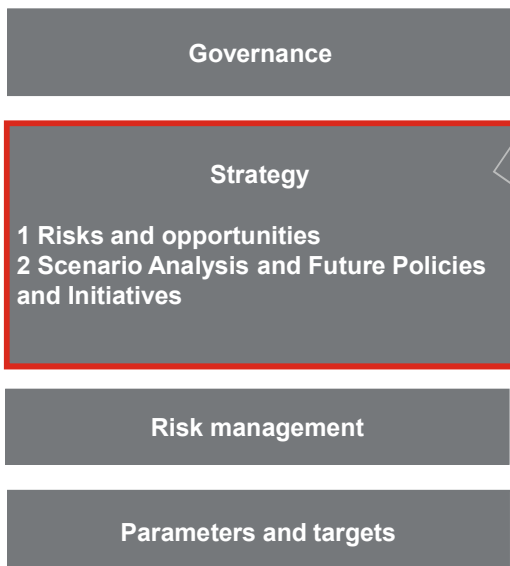 Governance
Strategy
1 Risks and opportunities
2 Scenario Analysis and Future Policies
and Initiatives
Risk management
Parameters and targets